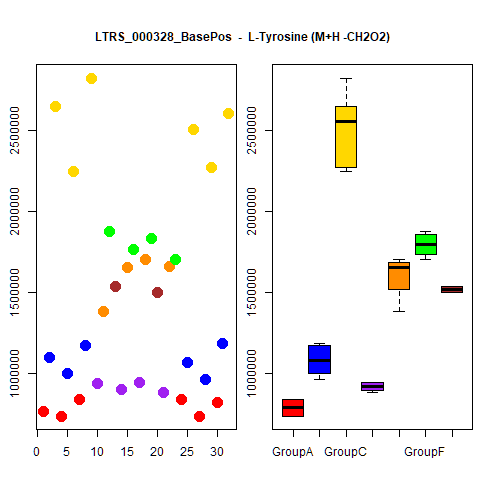 LTRS_000328_BasePos - L-Tyrosine (M+H -CH2O2)
2500000
2000000
1500000
1000000
0 5 10 15 20 25 30
2500000
2000000
1500000
1000000
GroupA GroupC GroupF